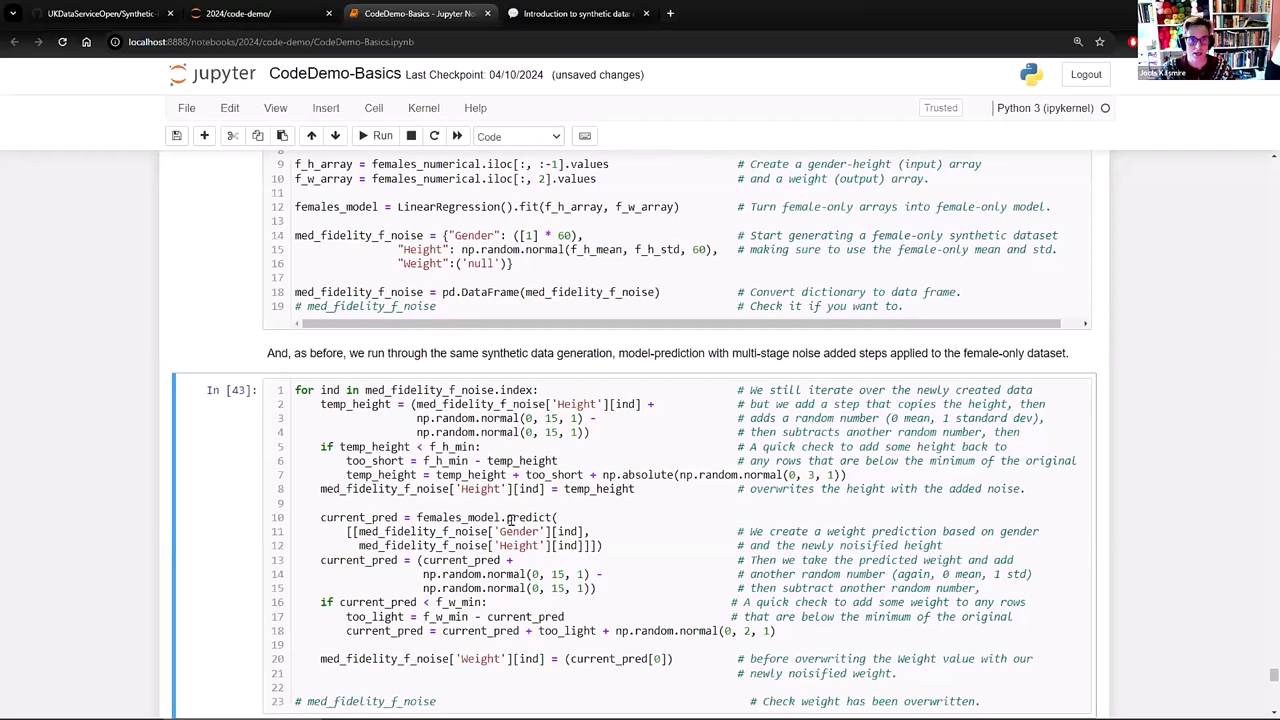 UKDataServiceOpen/Synthetic-
2024/code-demo/
CodeDemo-Basics - Jupyter No
Introduction to synthetic data:
localhost:8888/notebooks/2024/code-demo/CodeDemo-Basics.ipynb
Jools Kasmire
jupyter CodeDemo-Basics Last Checkpoint: 04/10/2024 (unsaved changes) Logout
File Edit View Insert Cell Kernel Help Trusted Python 3 (ipykernel)
Run Code
8
9 f_h_array = females_numerical.iloc[:, :-1].values # Create a gender-height (input) array
10 f_w_array = females_numerical.iloc[:, 2].values # and a weight (output) array.
11
12 females_model = LinearRegression().fit(f_h_array, f_w_array) # Turn female-only arrays into female-only model.
13
14 med_fidelity_f_noise = {"Gender": ([1] * 60), # Start generating a female-only synthetic dataset
15 "Height": np.random.normal(f_h_mean, f_h_std, 60), # making sure to use the female-only mean and std.
16 "Weight":('null')}
17
18 med_fidelity_f_noise = pd.DataFrame(med_fidelity_f_noise) # Convert dictionary to data frame.
19 # med_fidelity_f_noise # Check it if you want to.
And, as before, we run through the same synthetic data generation, model-prediction with multi-stage noise added steps applied to the female-only dataset.
In [43]: 1 for ind in med_fidelity_f_noise.index: # We still iterate over the newly created data
2 temp_height = (med_fidelity_f_noise['Height'][ind] + # but we add a step that copies the height, then
3 np.random.normal(0, 15, 1) - # adds a random number (0 mean, 1 standard dev),
4 np.random.normal(0, 15, 1)) # then subtracts another random number, then
5 if temp_height < f_h_min: # A quick check to add some height back to
6 too_short = f_h_min - temp_height # any rows that are below the minimum of the original
7 temp_height = temp_height + too_short + np.absolute(np.random.normal(0, 3, 1))
8 med_fidelity_f_noise['Height'][ind] = temp_height # overwrites the height with the added noise.
9
10 current_pred = females_model.predict(
11 [[med_fidelity_f_noise['Gender'][ind], # We create a weight prediction based on gender
12 med_fidelity_f_noise['Height'][ind]]]) # and the newly noisified height
13 current_pred = (current_pred + # Then we take the predicted weight and add
14 np.random.normal(0, 15, 1) - # another random number (again, 0 mean, 1 std)
15 np.random.normal(0, 15, 1)) # then subtract another random number,
16 if current_pred < f_w_min: # A quick check to add some weight to any rows
17 too_light = f_w_min - current_pred # that are below the minimum of the original
18 current_pred = current_pred + too_light + np.random.normal(0, 2, 1)
19
20 med_fidelity_f_noise['Weight'][ind] = (current_pred[0]) # before overwriting the Weight value with our
21 # newly noisified weight.
22
23 # med_fidelity_f_noise # Check weight has been overwritten.